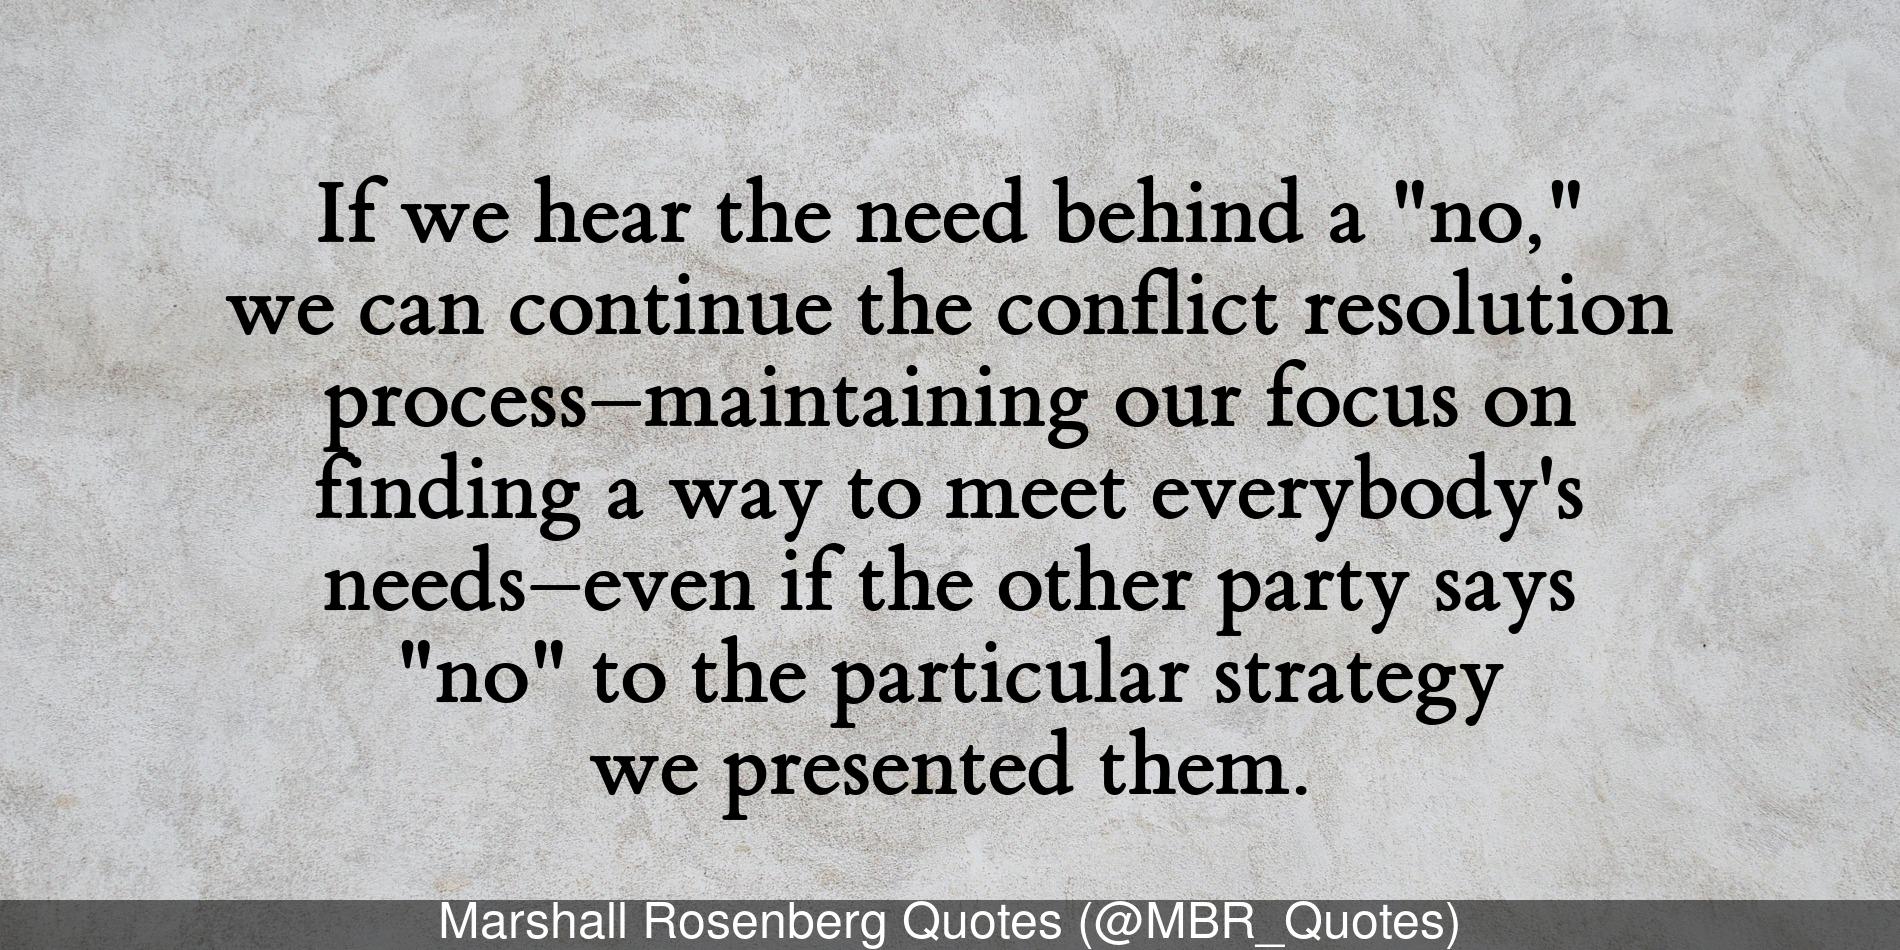 If we hear the need behind a "no,"
we can continue the conflict resolution
process—maintaining our focus on
finding a way to meet everybody's
needs—even if the other party says
"no" to the particular strategy
we presented them.
Marshall Rosenberg Quotes (@MBR_Quotes)